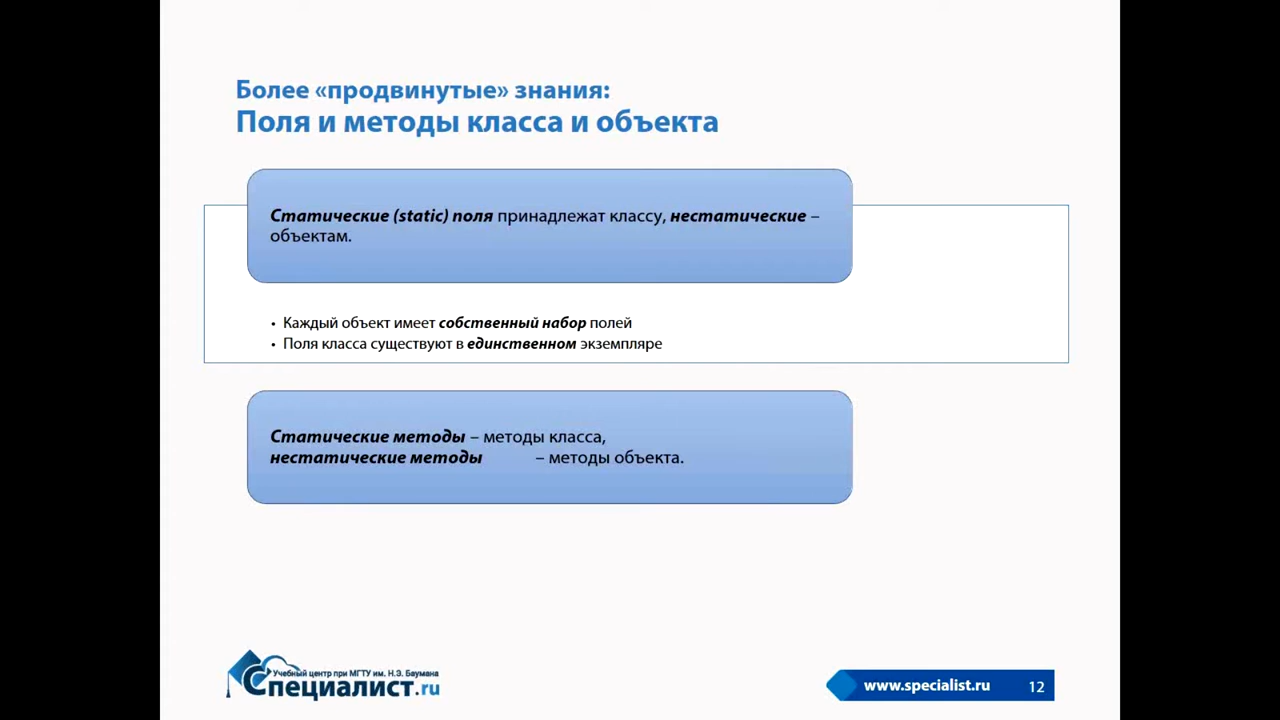 Более «продвинутые» знания:
Поля и методы класса и объекта
Статические (static) поля принадлежат классу, нестатические –
объектам.
• Каждый объект имеет собственный набор полей
• Поля класса существуют в единственном экземпляре
Статические методы – методы класса,
нестатические методы – методы объекта.
Учебный центр при МГТУ им. Н.Э. Баумана
Специалист.ru
www.specialist.ru 12